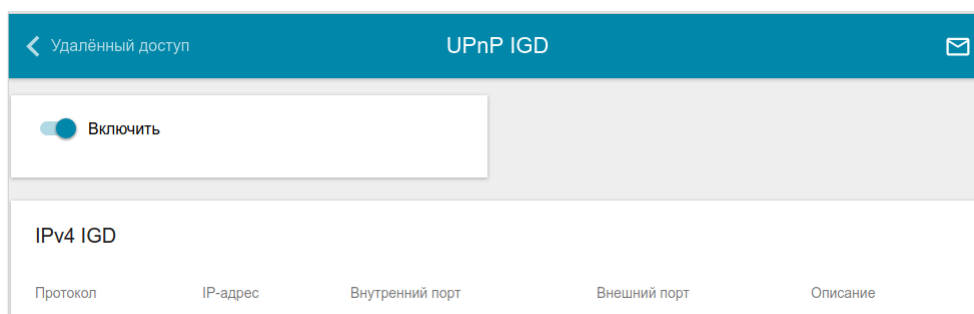 Удалённый доступ UPnP IGD
Включить
IPv4 IGD
Протокол IP-адрес Внутренний порт Внешний порт Описание